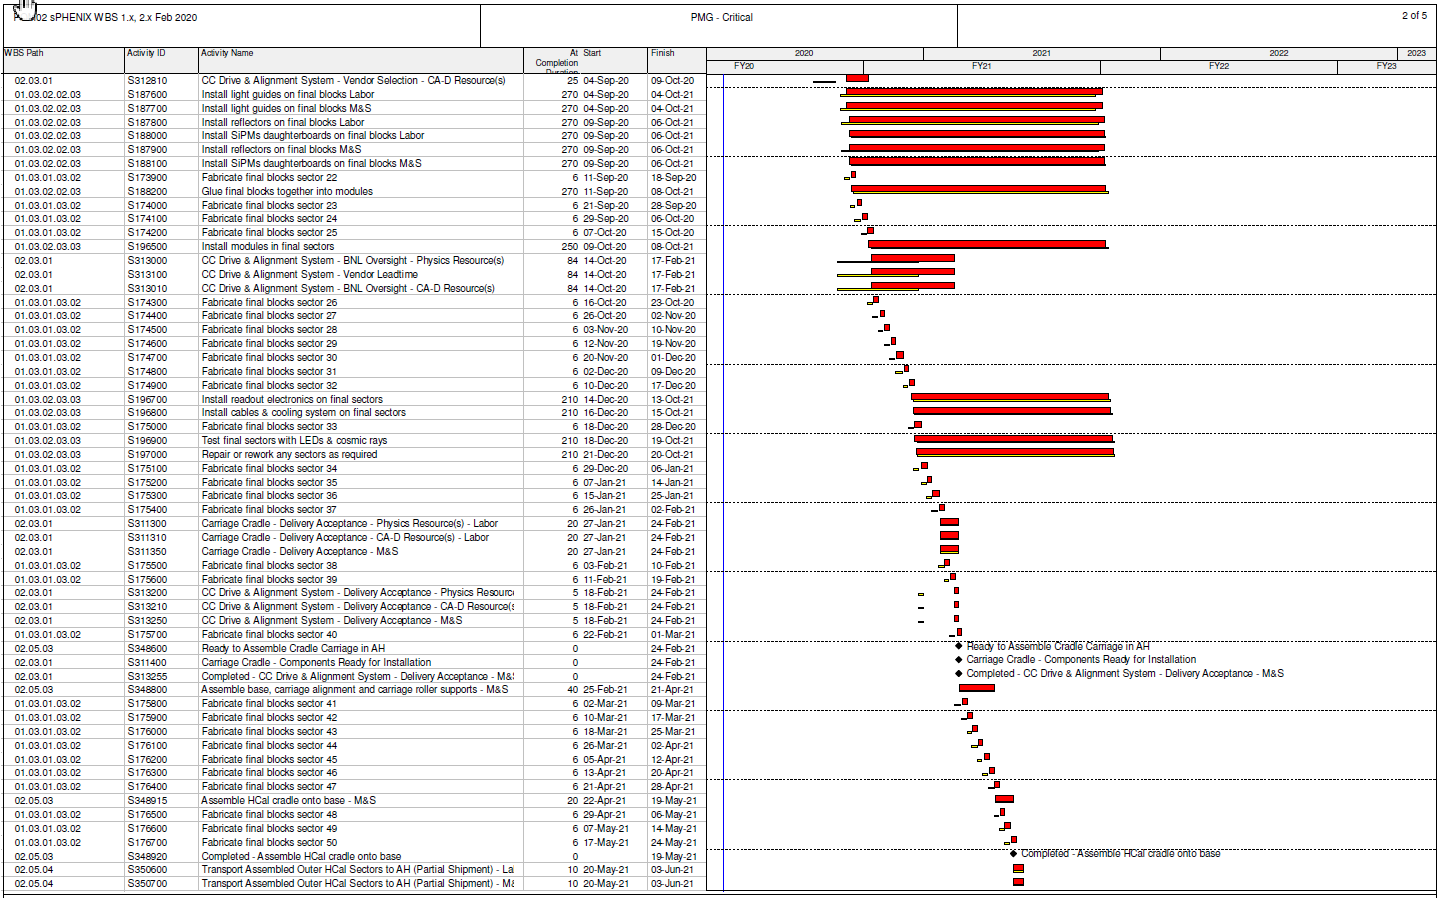 02 sPHENIX WBS 1.x, 2.x Feb 2020 PMG - Critical 2 of 5
WBS Path Activity ID Activity Name At Completion Duration Start Finish 2020 2021 2022 2023
FY20 FY21 FY22 FY23
02.03.01 S312810 CC Drive & Alignment System - Vendor Selection - CA-D Resource(s) 25 04-Sep-20 09-Oct-20
01.03.02.02.03 S187600 Install light guides on final blocks Labor 270 04-Sep-20 04-Oct-21
01.03.02.02.03 S187700 Install light guides on final blocks M&S 270 04-Sep-20 04-Oct-21
01.03.02.02.03 S187800 Install reflectors on final blocks Labor 270 09-Sep-20 06-Oct-21
01.03.02.02.03 S188000 Install SiPMs daughterboards on final blocks Labor 270 09-Sep-20 06-Oct-21
01.03.02.02.03 S187900 Install reflectors on final blocks M&S 270 09-Sep-20 06-Oct-21
01.03.02.02.03 S188100 Install SiPMs daughterboards on final blocks M&S 270 09-Sep-20 06-Oct-21
01.03.01.03.02 S173900 Fabricate final blocks sector 22 6 11-Sep-20 18-Sep-20
01.03.02.02.03 S188200 Glue final blocks together into modules 270 11-Sep-20 08-Oct-21
01.03.01.03.02 S174000 Fabricate final blocks sector 23 6 21-Sep-20 28-Sep-20
01.03.01.03.02 S174100 Fabricate final blocks sector 24 6 29-Sep-20 06-Oct-20
01.03.01.03.02 S174200 Fabricate final blocks sector 25 6 07-Oct-20 15-Oct-20
01.03.02.02.03.03 S196500 Install modules in final sectors 250 09-Oct-20 08-Oct-21
02.03.01 S313000 CC Drive & Alignment System - BNL Oversight - Physics Resource(s) 84 14-Oct-20 17-Feb-21
02.03.01 S313100 CC Drive & Alignment System - Vendor Leadtime 84 14-Oct-20 17-Feb-21
02.03.01 S313010 CC Drive & Alignment System - BNL Oversight - CA-D Resource(s) 84 14-Oct-20 17-Feb-21
01.03.01.03.02 S174300 Fabricate final blocks sector 26 6 16-Oct-20 23-Oct-20
01.03.01.03.02 S174400 Fabricate final blocks sector 27 6 26-Oct-20 02-Nov-20
01.03.01.03.02 S174500 Fabricate final blocks sector 28 6 03-Nov-20 10-Nov-20
01.03.01.03.02 S174600 Fabricate final blocks sector 29 6 12-Nov-20 19-Nov-20
01.03.01.03.02 S174700 Fabricate final blocks sector 30 6 20-Nov-20 01-Dec-20
01.03.01.03.02 S174800 Fabricate final blocks sector 31 6 02-Dec-20 09-Dec-20
01.03.01.03.02 S174900 Fabricate final blocks sector 32 6 10-Dec-20 17-Dec-20
01.03.02.02.03 S196700 Install readout electronics on final sectors 210 14-Dec-20 13-Oct-21
01.03.02.02.03 S196800 Install cables & cooling system on final sectors 210 16-Dec-20 15-Oct-21
01.03.01.03.02 S175000 Fabricate final blocks sector 33 6 18-Dec-20 28-Dec-20
01.03.02.02.03 S196900 Test final sectors with LEDs & cosmic rays 210 18-Dec-20 19-Oct-21
01.03.02.02.03 S197000 Repair or rework any sectors as required 210 21-Dec-20 20-Oct-21
01.03.01.03.02 S175100 Fabricate final blocks sector 34 6 29-Dec-20 06-Jan-21
01.03.01.03.02 S175200 Fabricate final blocks sector 35 6 07-Jan-21 14-Jan-21
01.03.01.03.02 S175300 Fabricate final blocks sector 36 6 15-Jan-21 25-Jan-21
01.03.01.03.02 S175400 Fabricate final blocks sector 37 6 26-Jan-21 02-Feb-21
02.03.01 S311300 Carriage Cradle - Delivery Acceptance - Physics Resource(s) - Labor 20 27-Jan-21 24-Feb-21
02.03.01 S311310 Carriage Cradle - Delivery Acceptance - CA-D Resource(s) - Labor 20 27-Jan-21 24-Feb-21
02.03.01 S311350 Carriage Cradle - Delivery Acceptance - M&S 20 27-Jan-21 24-Feb-21
01.03.01.03.02 S175500 Fabricate final blocks sector 38 6 03-Feb-21 10-Feb-21
01.03.01.03.02 S175600 Fabricate final blocks sector 39 6 11-Feb-21 19-Feb-21
02.03.01 S313200 CC Drive & Alignment System - Delivery Acceptance - Physics Resourc 5 18-Feb-21 24-Feb-21
02.03.01 S313210 CC Drive & Alignment System - Delivery Acceptance - CA-D Resource(s 5 18-Feb-21 24-Feb-21
02.03.01 S313250 CC Drive & Alignment System - Delivery Acceptance - M&S 5 18-Feb-21 24-Feb-21
01.03.01.03.02 S175700 Fabricate final blocks sector 40 6 22-Feb-21 01-Mar-21
02.05.03 S348600 Ready to Assemble Cradle Carriage in AH 0 24-Feb-21 Ready to Assemble Cradle Carriage in AH
02.03.01 S311400 Carriage Cradle - Components Ready for Installation 0 24-Feb-21 Carriage Cradle - Components Ready for Installation
02.03.01 S313255 Completed - CC Drive & Alignment System - Delivery Acceptance - M&S 0 24-Feb-21 Completed - CC Drive & Alignment System - Delivery Acceptance - M&S
02.05.03 S348800 Assemble base, carriage alignment and carriage roller supports - M&S 40 25-Feb-21 21-Apr-21
01.03.01.03.02 S175800 Fabricate final blocks sector 41 6 02-Mar-21 09-Mar-21
01.03.01.03.02 S175900 Fabricate final blocks sector 42 6 10-Mar-21 17-Mar-21
01.03.01.03.02 S176000 Fabricate final blocks sector 43 6 18-Mar-21 25-Mar-21
01.03.01.03.02 S176100 Fabricate final blocks sector 44 6 26-Mar-21 02-Apr-21
01.03.01.03.02 S176200 Fabricate final blocks sector 45 6 05-Apr-21 12-Apr-21
01.03.01.03.02 S176300 Fabricate final blocks sector 46 6 13-Apr-21 20-Apr-21
01.03.01.03.02 S176400 Fabricate final blocks sector 47 6 21-Apr-21 28-Apr-21
02.05.03 S348915 Assemble HCal cradle onto base - M&S 20 22-Apr-21 19-May-21
01.03.01.03.02 S176500 Fabricate final blocks sector 48 6 29-Apr-21 06-May-21
01.03.01.03.02 S176600 Fabricate final blocks sector 49 6 07-May-21 14-May-21
01.03.01.03.02 S176700 Fabricate final blocks sector 50 6 17-May-21 24-May-21
02.05.03 S348920 Completed - Assemble HCal cradle onto base 0 19-May-21 Completed - Assemble HCal cradle onto base
02.05.04 S350600 Transport Assembled Outer HCal Sectors to AH (Partial Shipment) - La 10 20-May-21 03-Jun-21
02.05.04 S350700 Transport Assembled Outer HCal Sectors to AH (Partial Shipment) - M& 10 20-May-21 03-Jun-21